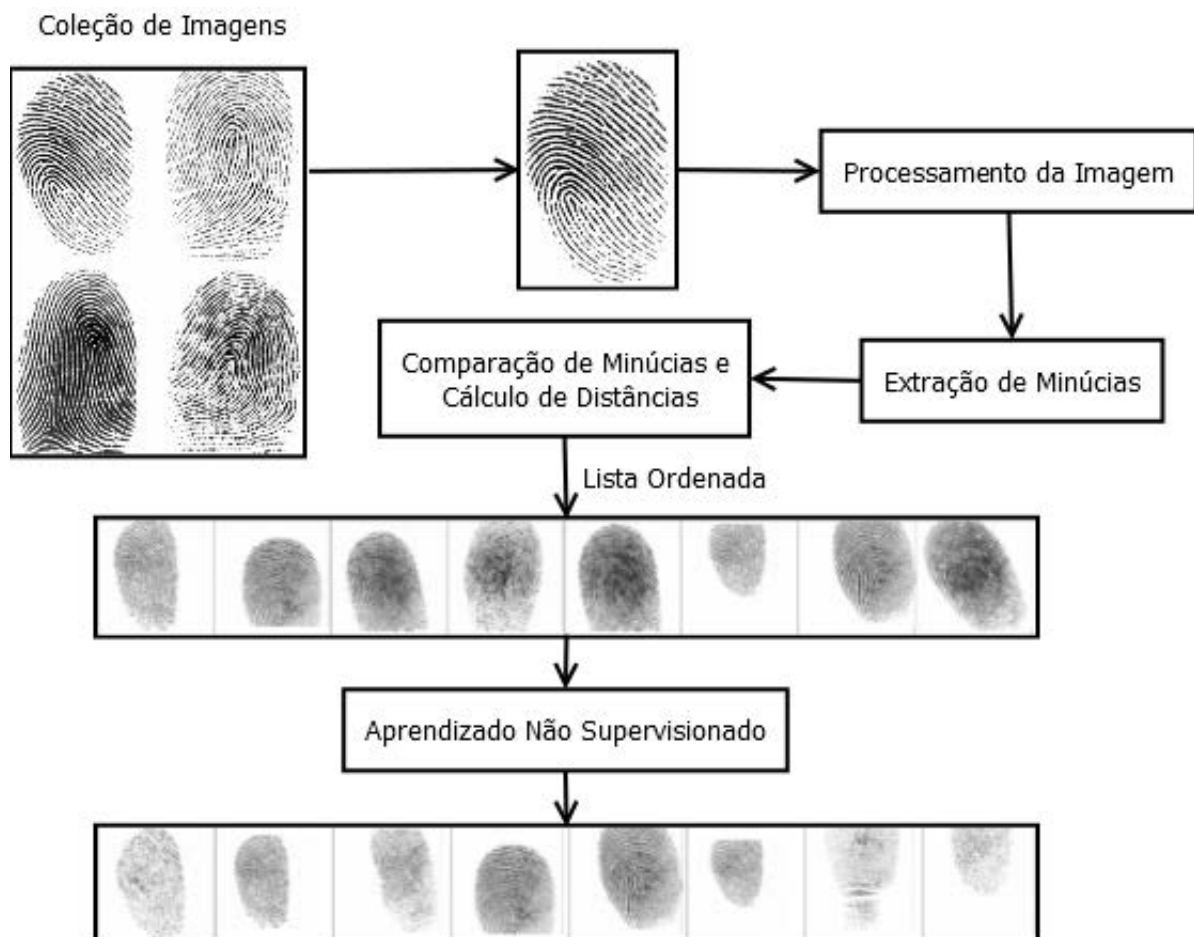 Coleção de Imagens
Processamento da Imagem
Extração de Minúcias
Comparação de Minúcias e
Cálculo de Distâncias
Lista Ordenada
Aprendizado Não Supervisionado